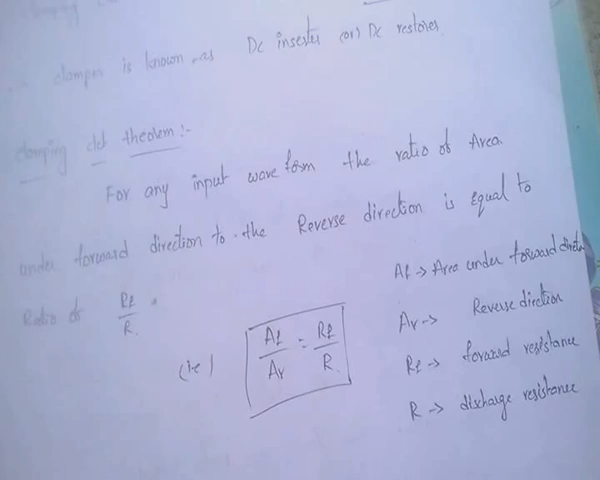 clamper is known as Dc inserter (or) Dc restorer
clamping ckt theorem:-
For any input wave form the ratio of Area
under forward direction to the Reverse direction is equal to
Ratio of Rf/R.
(ie) Af/Ar = Rf/R
Af → Area under forward direction
Ar → Reverse direction
Rf → forward resistance
R → discharge resistance